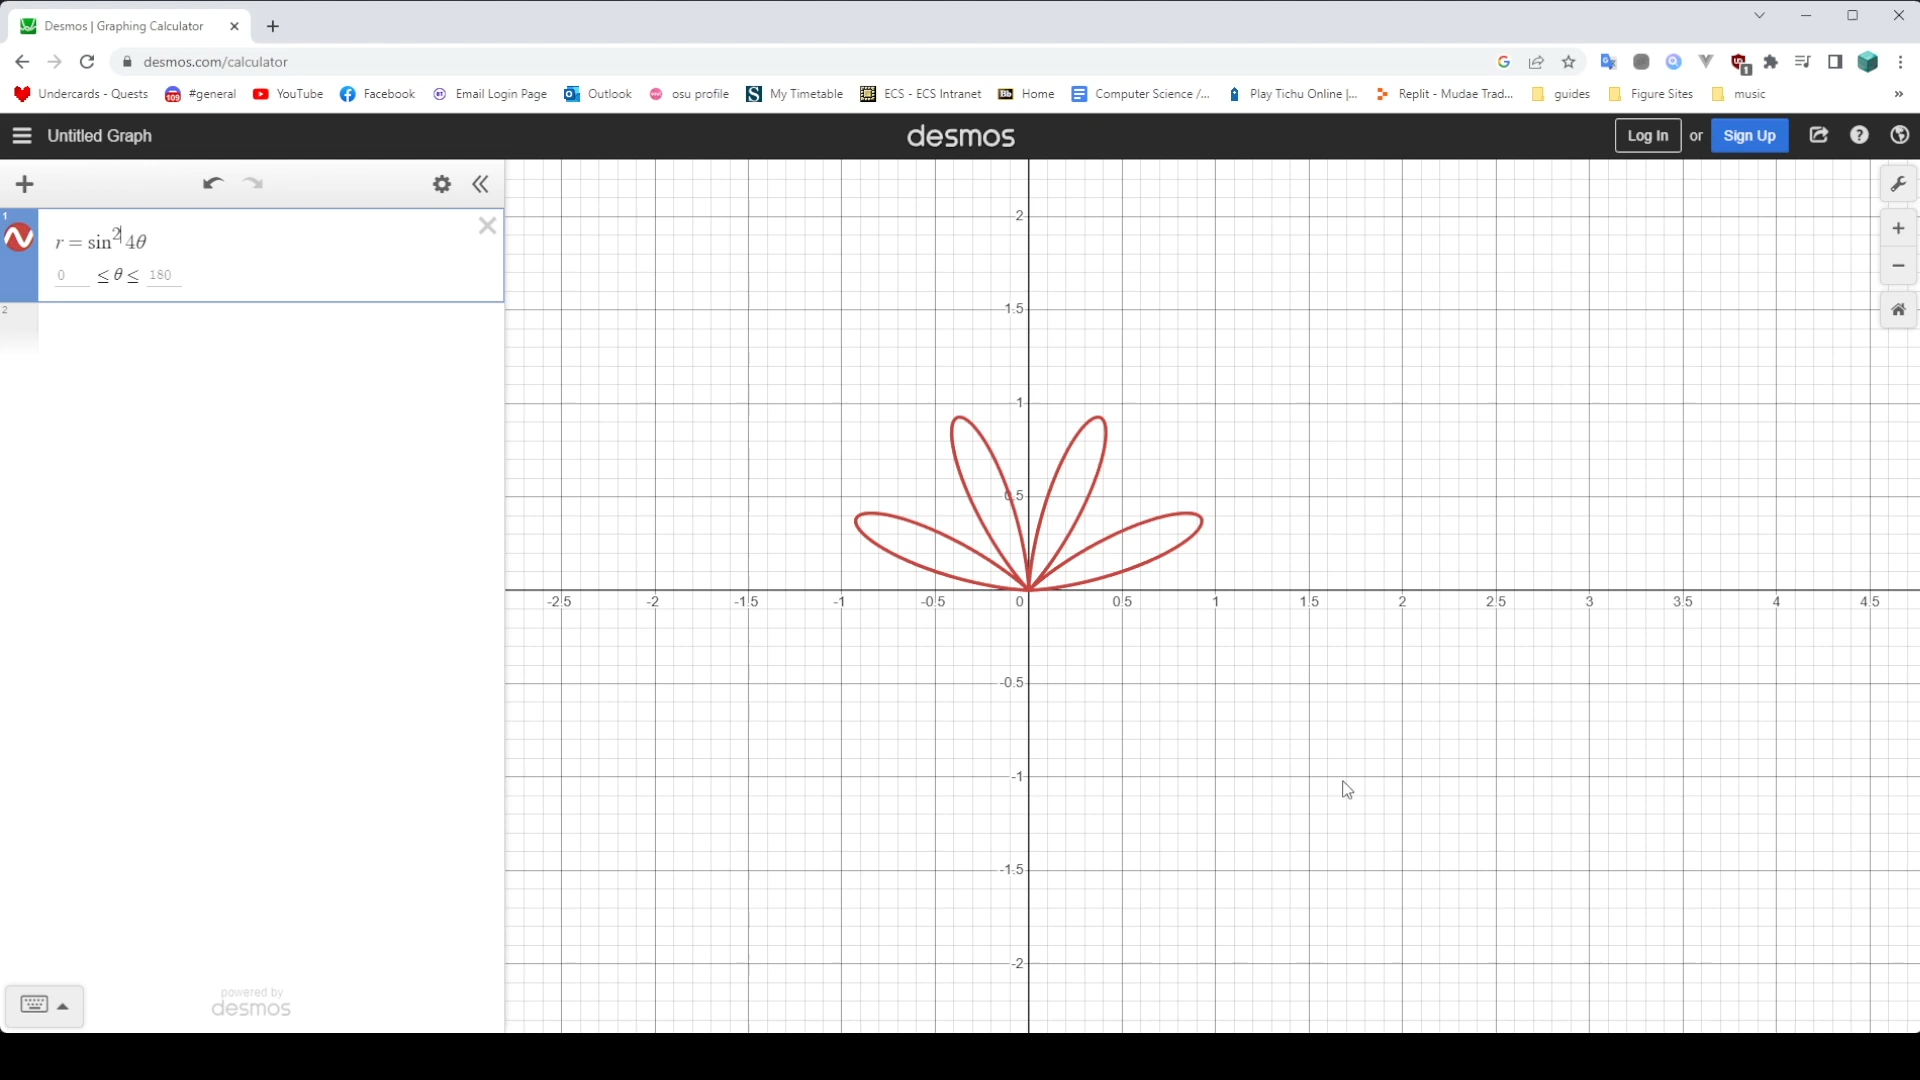 Desmos | Graphing Calculator
desmos.com/calculator
1
Undercards - Quests
109
#general
YouTube
Facebook
Email Login Page
Outlook
osu profile
My Timetable
ECS - ECS Intranet
Home
Computer Science /...
Play Tichu Online |...
Replit - Mudae Trad...
guides
Figure Sites
music
Untitled Graph
desmos
Log In or Sign Up
1
r = sin² 4θ
0 ≤ θ ≤ 180
2
2
1.5
1
0.5
-2.5 -2 -1.5 -1 -0.5 0 0.5 1 1.5 2 2.5 3 3.5 4 4.5
-0.5
-1
-1.5
-2
powered by
desmos